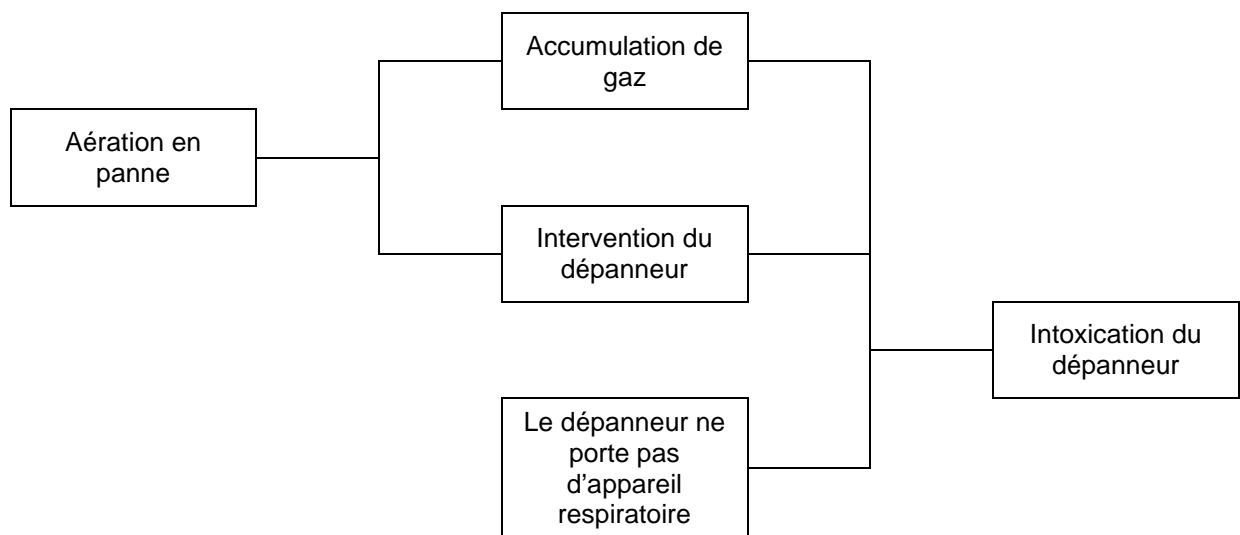 Accumulation de
gaz
Aération en
panne
Intervention du
dépanneur
Intoxication du
dépanneur
Le dépanneur ne
porte pas
d'appareil
respiratoire